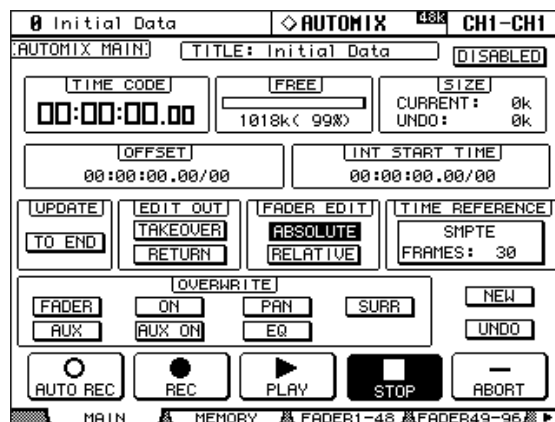 0 Initial Data ◇AUTOMIX 48K CH1-CH1
AUTOMIX MAIN TITLE: Initial Data DISABLED
TIME CODE FREE SIZE
00:00:00.00 1018k( 99%) CURRENT: 0k
UNDO: 0k
OFFSET INT START TIME
00:00:00.00/00 00:00:00.00/00
UPDATE EDIT OUT FADER EDIT TIME REFERENCE
TO END TAKEOVER ABSOLUTE SMPTE
RETURN RELATIVE FRAMES: 30
OVERWRITE
FADER ON PAN SURR NEW
AUX AUX ON EQ UNDO
AUTO REC REC PLAY STOP ABORT
MAIN MEMORY FADER1-48 FADER49-96